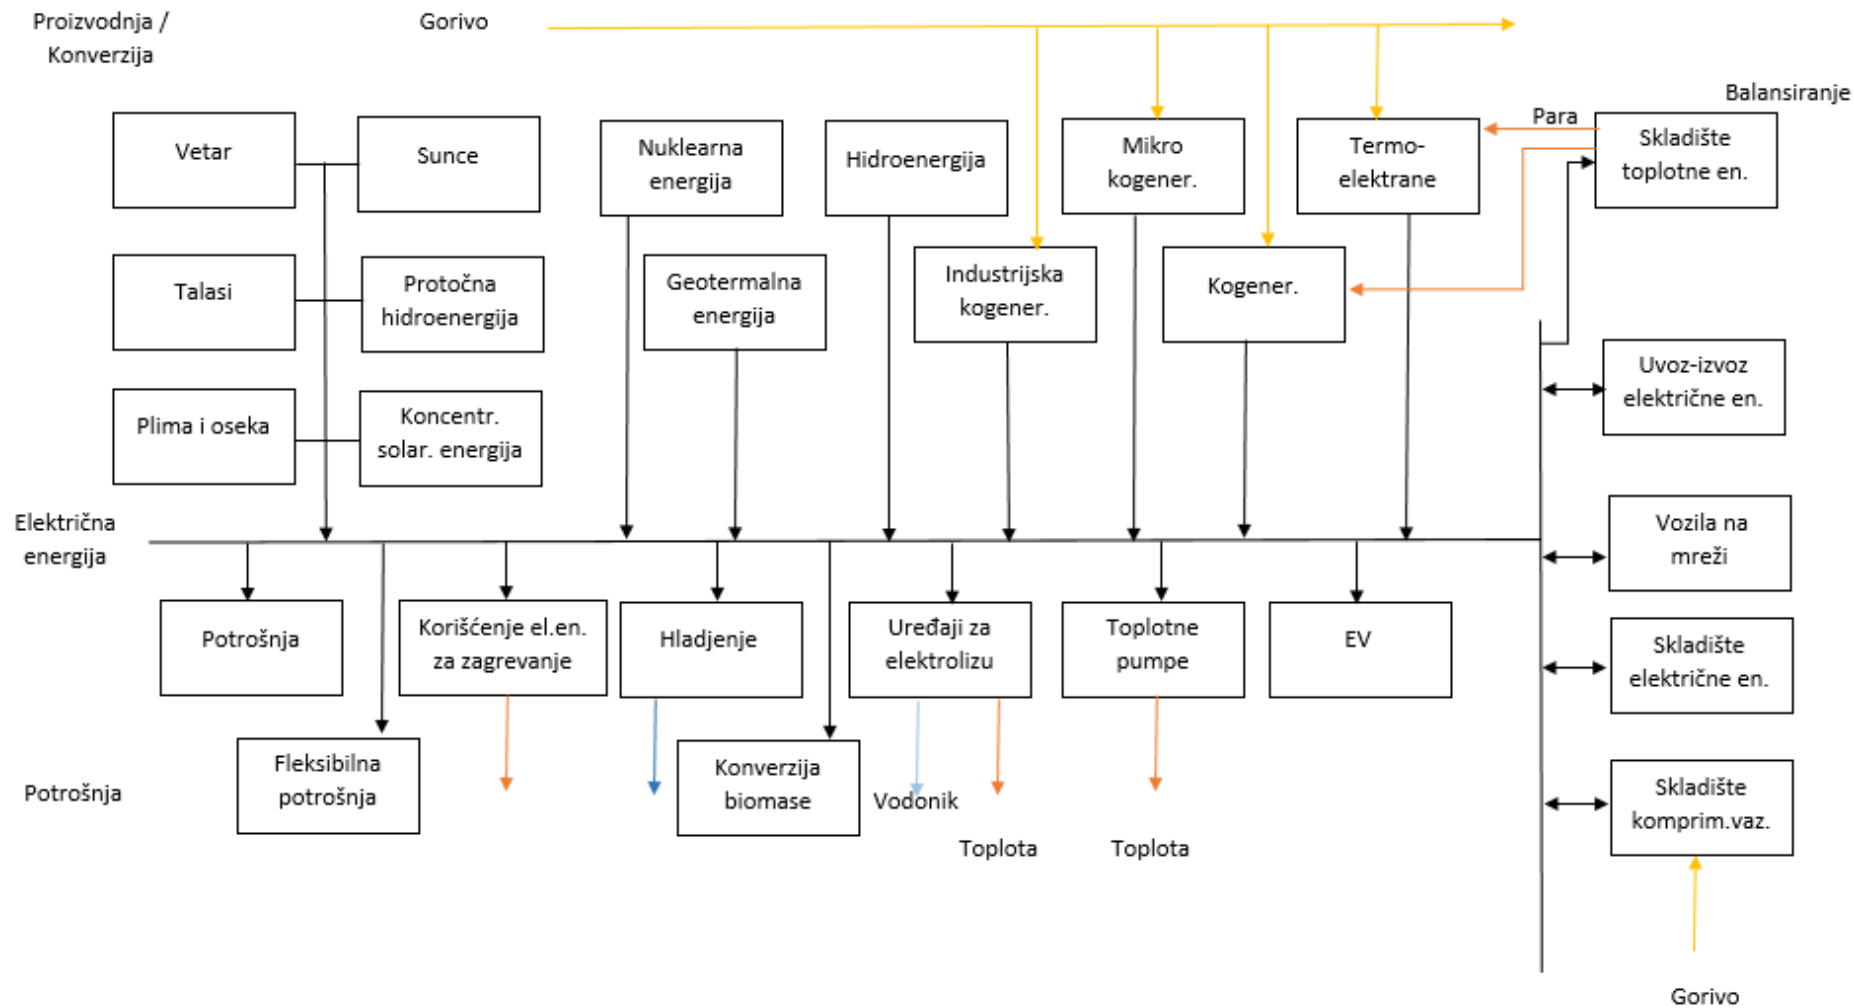 Proizvodnja /
Konverzija
Gorivo
Balansiranje
Vetar
Sunce
Nuklearna
energija
Hidroenergija
Mikro
kogener.
Termo-
elektrane
Para
Skladište
toplotne en.
Talasi
Protočna
hidroenergija
Geotermalna
energija
Industrijska
kogener.
Kogener.
Uvoz-izvoz
električne en.
Plima i oseka
Koncentr.
solar. energija
Električna
energija
Vozila na
mreži
Potrošnja
Korišćenje el.en.
za zagrevanje
Hladjenje
Uređaji za
elektrolizu
Toplotne
pumpe
EV
Skladište
električne en.
Potrošnja
Fleksibilna
potrošnja
Konverzija
biomase
Vodonik
Toplota
Toplota
Skladište
komprim.vaz.
Gorivo